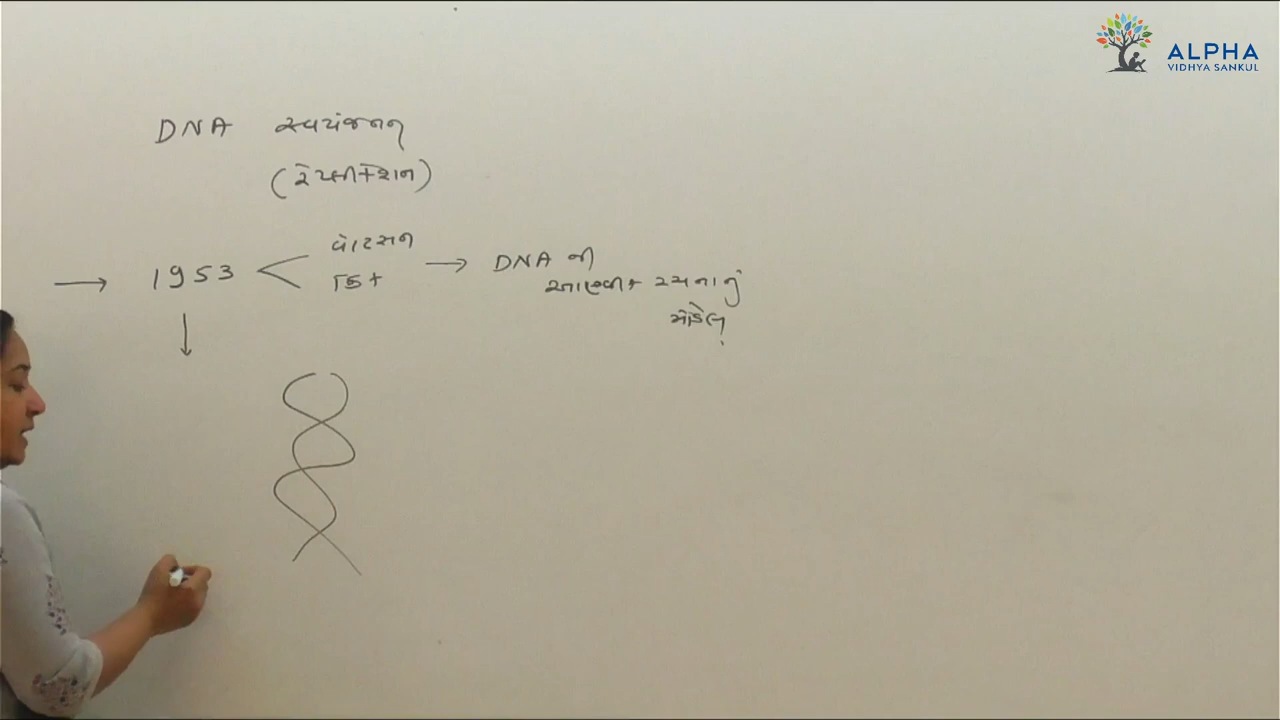 ALPHA
VIDHYA SANKUL
DNA સ્વયંજનન
(રેપ્લીકેશન)
→ 1953 < વોટસન → DNA ની
ક્રિક
આણ્વીક રચનાનું
મોડેલ